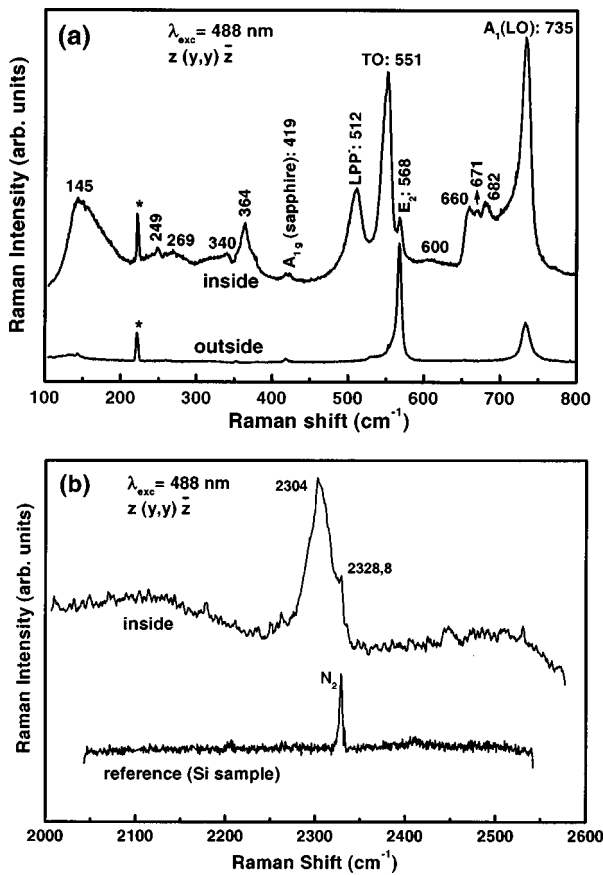 (a)
λexc= 488 nm
z (y,y) z̄
A₁(LO): 735
TO: 551
LPP⁻: 512
E₂: 568
671
682
660
600
145
*
249
269
340
364
A₁g (sapphire): 419
inside
*
outside
Raman Intensity (arb. units)
100 200 300 400 500 600 700 800
Raman shift (cm⁻¹)
(b)
λexc= 488 nm
z (y,y) z̄
2304
2328,8
inside
N₂
reference (Si sample)
Raman Intensity (arb. units)
2000 2100 2200 2300 2400 2500 2600
Raman Shift (cm⁻¹)